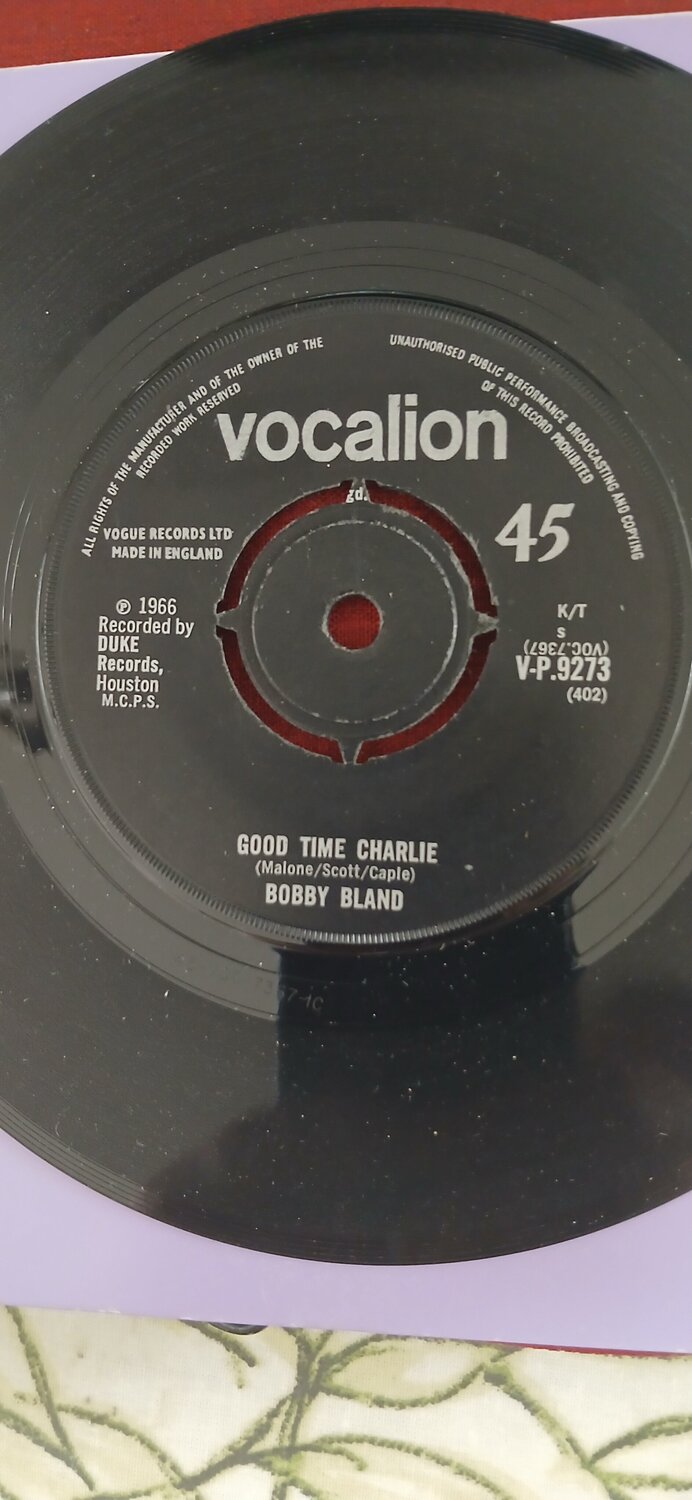 ALL RIGHTS OF THE MANUFACTURER AND OF THE OWNER OF THE
RECORDED WORK RESERVED
UNAUTHORISED PUBLIC PERFORMANCE BROADCASTING AND COPYING
OF THIS RECORD PROHIBITED
vocalion
VOGUE RECORDS LTD
MADE IN ENGLAND
45
℗ 1966
Recorded by
DUKE
Records,
Houston
M.C.P.S.
K/T
S
(VOC.7367)
V-P.9273
(402)
GOOD TIME CHARLIE
(Malone/Scott/Caple)
BOBBY BLAND